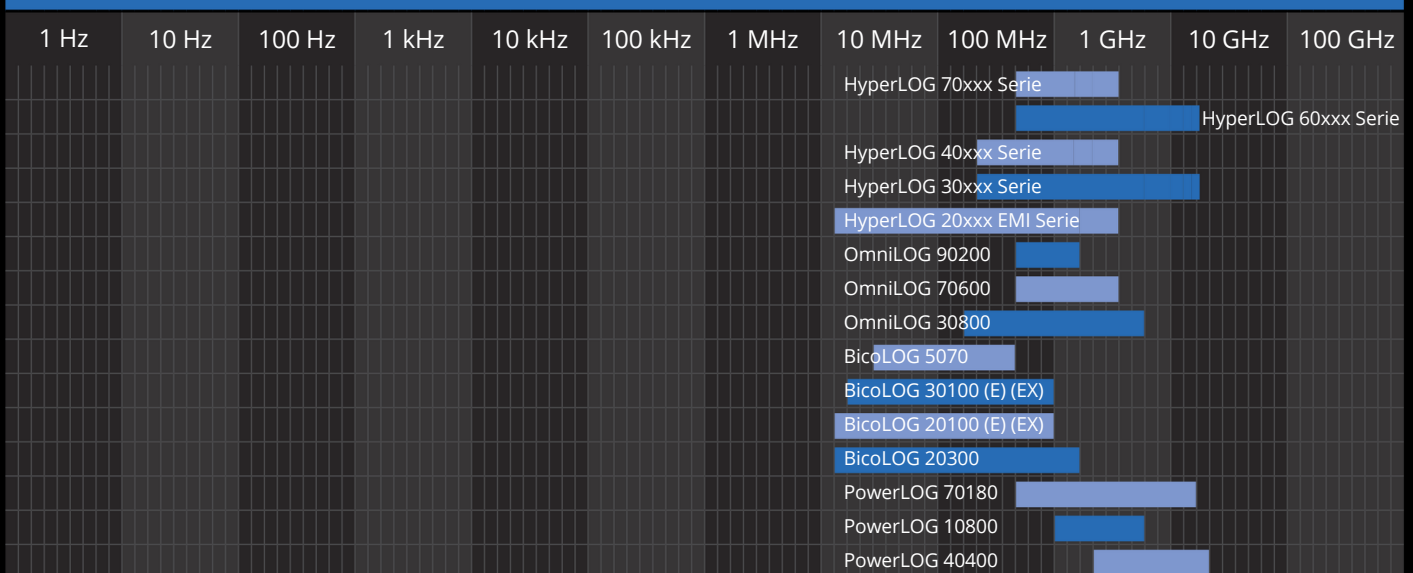 1 Hz 10 Hz 100 Hz 1 kHz 10 kHz 100 kHz 1 MHz 10 MHz 100 MHz 1 GHz 10 GHz 100 GHz
HyperLOG 70xxx Serie
HyperLOG 60xxx Serie
HyperLOG 40xxx Serie
HyperLOG 30xxx Serie
HyperLOG 20xxx EMI Serie
OmniLOG 90200
OmniLOG 70600
OmniLOG 30800
BicoLOG 5070
BicoLOG 30100 (E) (EX)
BicoLOG 20100 (E) (EX)
BicoLOG 20300
PowerLOG 70180
PowerLOG 10800
PowerLOG 40400